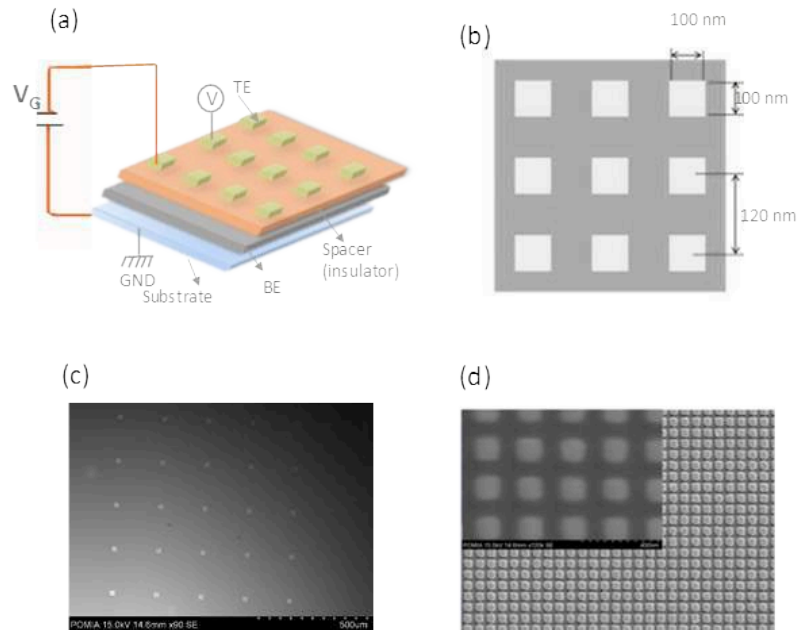 (a)
V_G
V
TE
GND
Substrate
BE
Spacer
(insulator)
(b)
100 nm
100 nm
120 nm
(c)
POMIA 15.0kV 14.6mm x90 SE
500um
(d)